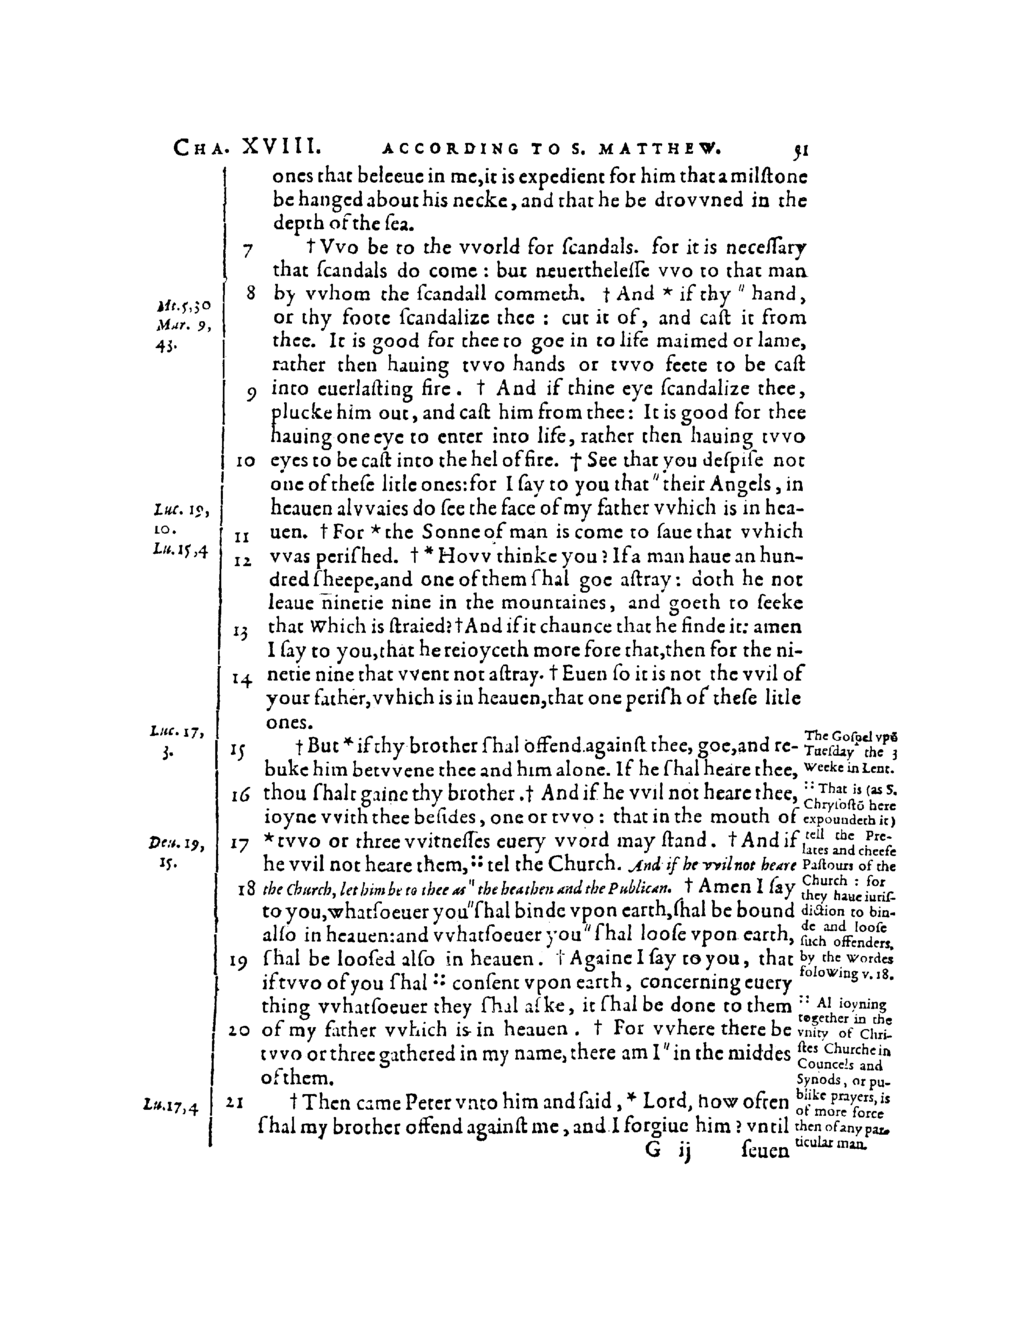 CHA. XVIII. ACCORDING TO S. MATTHEW. 51
ones that beleeue in me,it is expedient for him that a milſtone
be hanged about his necke, and that he be drovvned in the
depth of the ſea.
7 † Vvo be to the vvorld for ſcandals. for it is neceſſary
that ſcandals do come : but neuertheleſſe vvo to that man
8 by vvhom the ſcandall commeth. † And * if thy " hand,
or thy foote ſcandalize thee : cut it of, and caſt it from
thee. It is good for thee to goe in to life maimed or lame,
rather then hauing tvvo hands or tvvo feete to be caſt
9 into euerlaſting fire. † And if thine eye ſcandalize thee,
plucke him out, and caſt him from thee: It is good for thee
hauing one eye to enter into life, rather then hauing tvvo
10 eyes to be caſt into the hel of fire. † See that you deſpiſe not
one of theſe litle ones:for I ſay to you that " their Angels, in
heauen alvvaies do ſee the face of my father vvhich is in hea-
11 uen. † For * the Sonne of man is come to ſaue that vvhich
12 vvas periſhed. † * Hovv thinke you ? If a man haue an hun-
dred ſheepe,and one of them ſhal goe aſtray: doth he not
leaue ninetie nine in the mountaines, and goeth to ſeeke
13 that which is ſtraied? † And if it chaunce that he finde it: amen
I ſay to you,that he reioyceth more fore that,then for the ni-
14 netie nine that vvent not aſtray. † Euen ſo it is not the vvil of
your father,vvhich is in heauen,that one periſh of theſe litle
ones.
15 † But * if thy brother ſhal offend againſt thee, goe,and re-
buke him betvvene thee and him alone. If he ſhal heare thee,
16 thou ſhalt gaine thy brother. † And if he vvil not heare thee,
ioyne vvith thee beſides, one or tvvo : that in the mouth of
17 * tvvo or three vvitneſſes euery vvord may ſtand. † And if
he vvil not heare them, :: tel the Church. And if he vvil not heare
18 the Church, let him be to thee as " the heathen and the Publican. † Amen I ſay
to you,whatſoeuer you " ſhal binde vpon earth,ſhal be bound
alſo in heauen:and vvhatſoeuer you " ſhal looſe vpon earth,
19 ſhal be looſed alſo in heauen. † Againe I ſay to you, that
if tvvo of you ſhal :: conſent vpon earth, concerning euery
thing vvhatſoeuer they ſhal aſke, it ſhal be done to them
20 of my father vvhich is in heauen. † For vvhere there be
tvvo or three gathered in my name, there am I " in the middes
of them.
21 † Then came Peter vnto him and ſaid, * Lord, how often
ſhal my brother offend againſt me, and I forgiue him ? vntil
G ij ſeuen
Mt.5,30
Mar. 9,
43.
Luc. 19,
10.
Lu.15,4
Luc. 17,
3.
Deu. 19,
15.
Lu.17,4
The Goſpel vpō
Tueſday the 3
weeke in Lent.
:: That is (as S.
Chryſoſtō here
expoundeth it)
tell the Pre-
lates and cheefe
Paſtours of the
Church : for
they haue iuriſ-
diction to bin-
de and looſe
ſuch offenders,
by the wordes
folowing v. 18.
:: Al ioyning
together in the
vnity of Chri-
ſtes Churche in
Councels and
Synods, or pu-
blike prayers, is
of more force
then of any par-
ticular man.